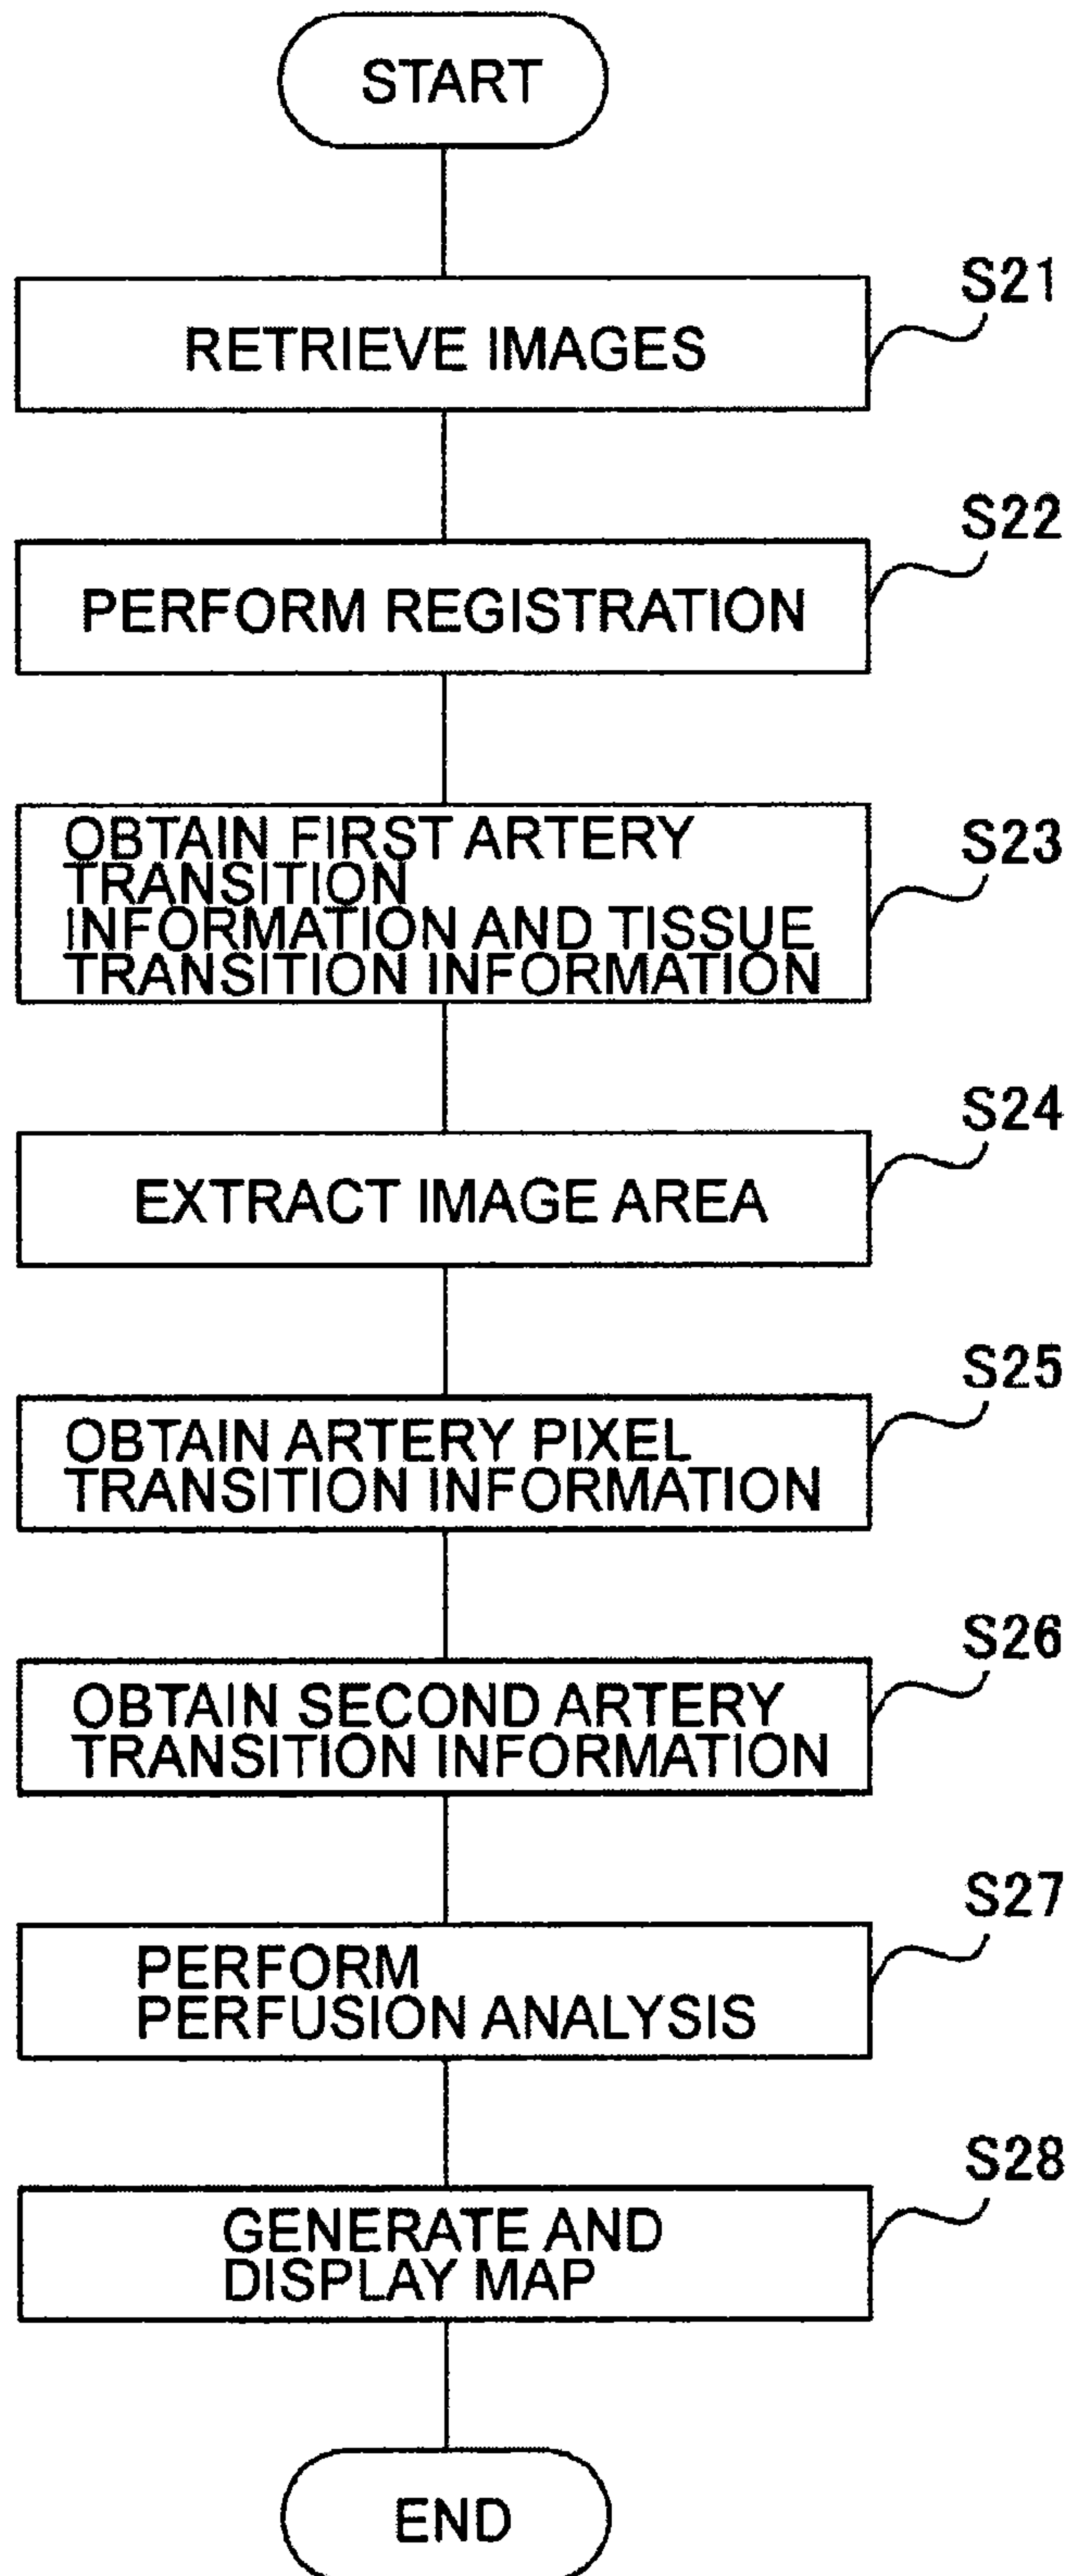 START
S21
RETRIEVE IMAGES
S22
PERFORM REGISTRATION
S23
OBTAIN FIRST ARTERY
TRANSITION
INFORMATION AND TISSUE
TRANSITION INFORMATION
S24
EXTRACT IMAGE AREA
S25
OBTAIN ARTERY PIXEL
TRANSITION INFORMATION
S26
OBTAIN SECOND ARTERY
TRANSITION INFORMATION
S27
PERFORM
PERFUSION ANALYSIS
S28
GENERATE AND
DISPLAY MAP
END